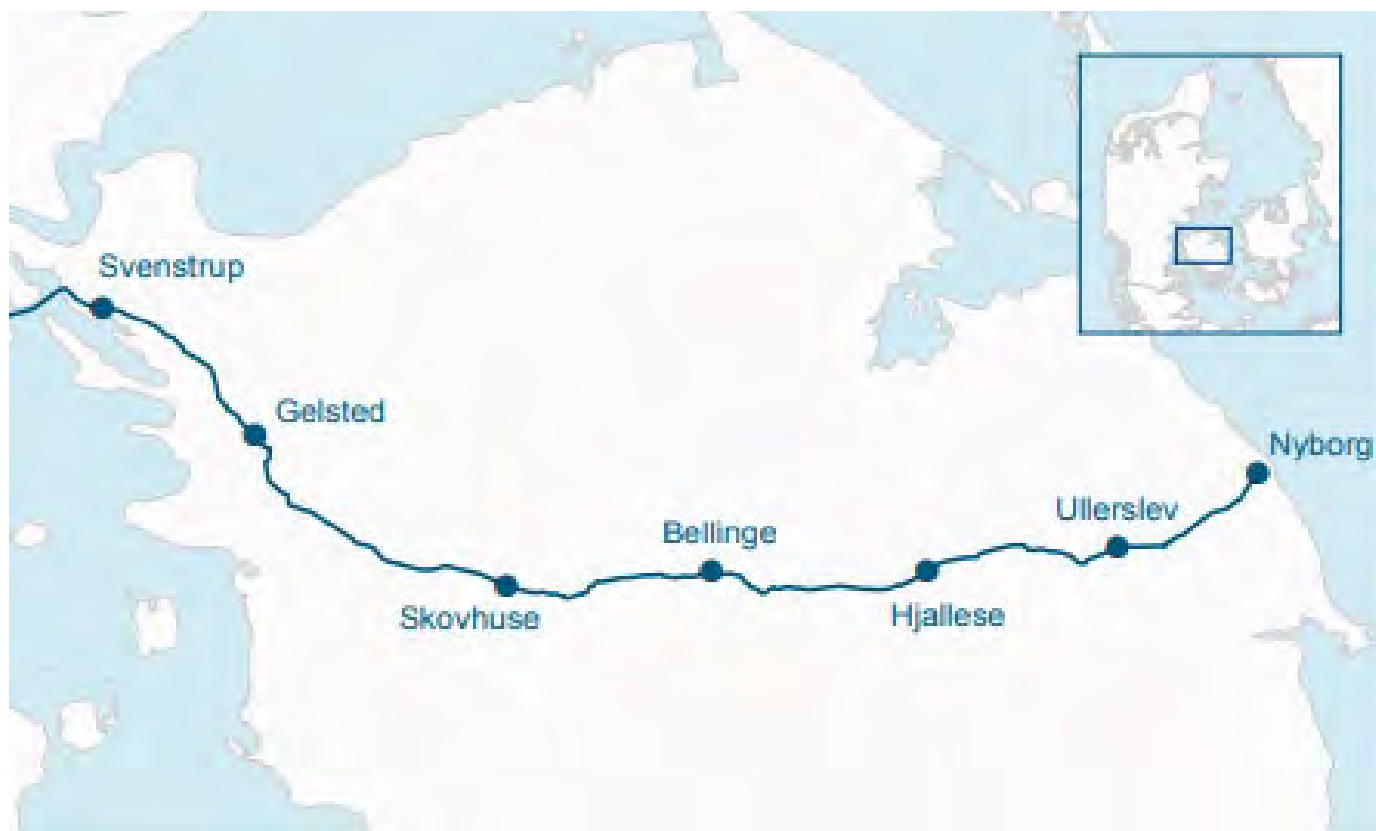 Svenstrup
Gelsted
Nyborg
Ullerslev
Bellinge
Skovhuse
Hjallese